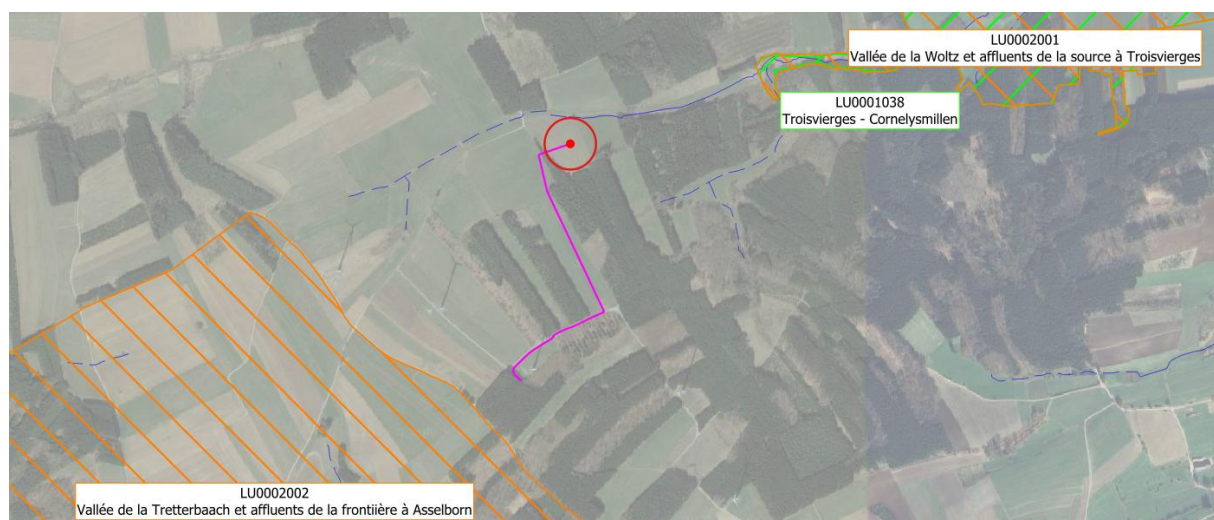 LU0002001
Vallée de la Woltz et affluents de la source à Troisvierges
LU0001038
Troisvierges - Cornelysmillen
LU0002002
Vallée de la Tretterbaach et affluents de la frontiière à Asselborn